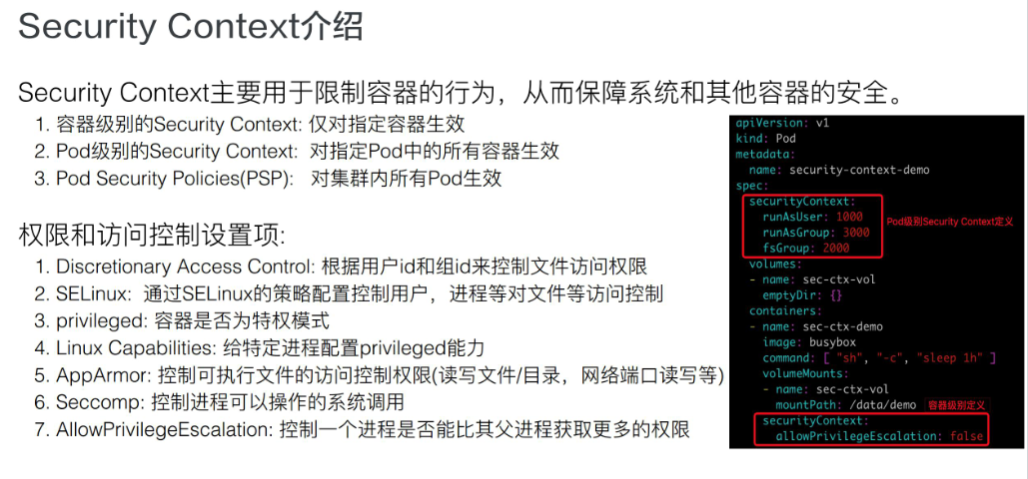 Security Context介绍
Security Context主要用于限制容器的行为，从而保障系统和其他容器的安全。
1. 容器级别的Security Context: 仅对指定容器生效
2. Pod级别的Security Context: 对指定Pod中的所有容器生效
3. Pod Security Policies(PSP): 对集群内所有Pod生效
权限和访问控制设置项:
1. Discretionary Access Control: 根据用户id和组id来控制文件访问权限
2. SELinux: 通过SELinux的策略配置控制用户，进程等对文件等访问控制
3. privileged: 容器是否为特权模式
4. Linux Capabilities: 给特定进程配置privileged能力
5. AppArmor: 控制可执行文件的访问控制权限(读写文件/目录，网络端口读写等)
6. Seccomp: 控制进程可以操作的系统调用
7. AllowPrivilegeEscalation: 控制一个进程是否能比其父进程获取更多的权限
apiVersion: v1
kind: Pod
metadata:
  name: security-context-demo
spec:
  securityContext:
    runAsUser: 1000
    runAsGroup: 3000
    fsGroup: 2000
Pod级别Security Context定义
  volumes:
  - name: sec-ctx-vol
    emptyDir: {}
  containers:
  - name: sec-ctx-demo
    image: busybox
    command: [ "sh", "-c", "sleep 1h" ]
    volumeMounts:
    - name: sec-ctx-vol
      mountPath: /data/demo 容器级别定义
    securityContext:
      allowPrivilegeEscalation: false